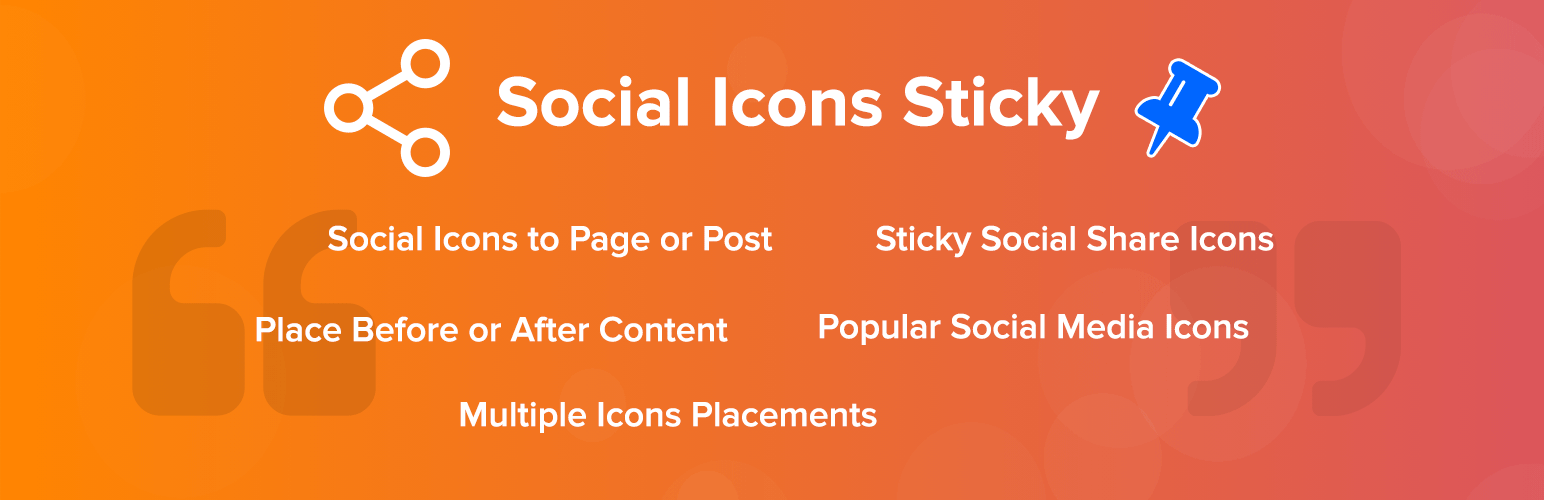 Social Icons Sticky
Social Icons to Page or Post
Sticky Social Share Icons
Place Before or After Content
Popular Social Media Icons
Multiple Icons Placements